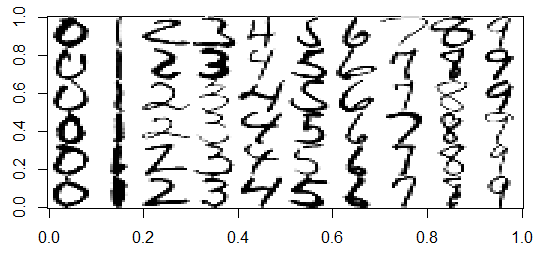 1.0 0 1 2 3 4 5 6 7 8 9
0.8 0 1 2 3 4 5 6 7 8 9
0.6 0 1 2 3 4 5 6 7 8 9
0.4 0 1 2 3 4 5 6 7 8 9
0.2 0 1 2 3 4 5 6 7 8 9
0.0 0 1 2 3 4 5 6 7 8 9
0.0 0.2 0.4 0.6 0.8 1.0